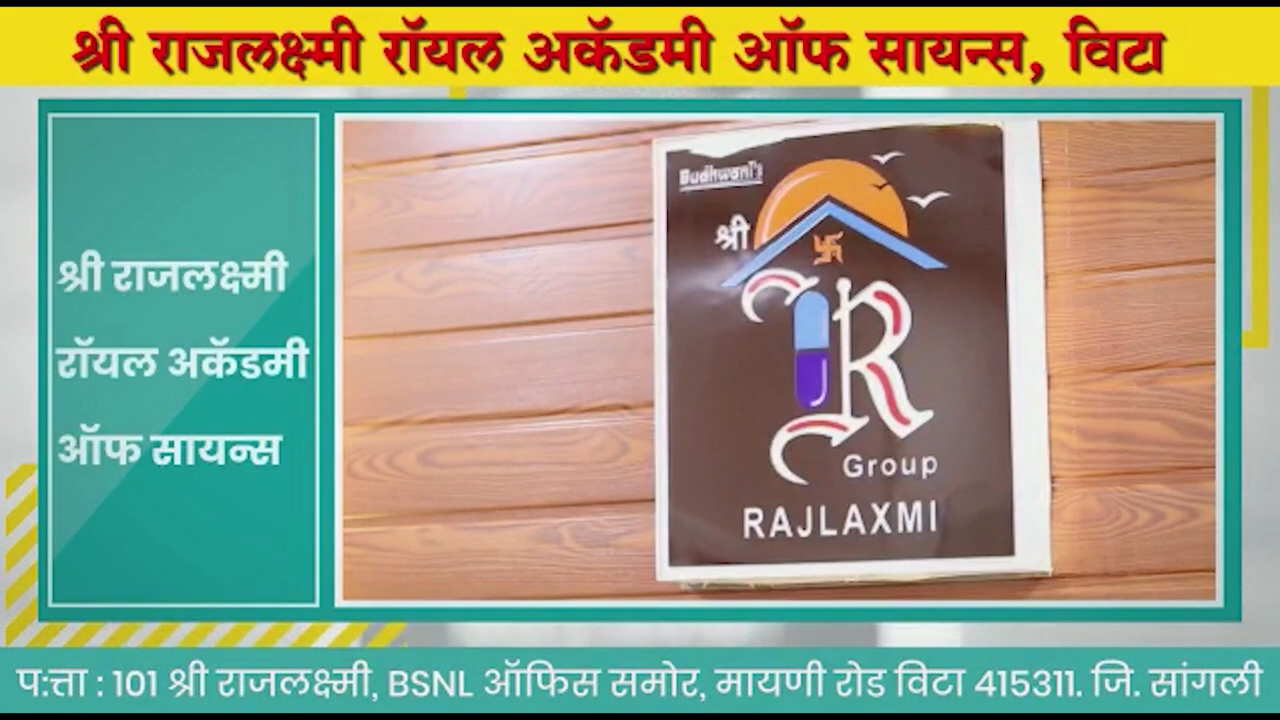 श्री राजलक्ष्मी रॉयल अकॅडमी ऑफ सायन्स, विटा
श्री राजलक्ष्मी
रॉयल अकॅडमी
ऑफ सायन्स
Budhwani's
श्री
R
Group
RAJLAXMI
प:त्ता : 101 श्री राजलक्ष्मी, BSNL ऑफिस समोर, मायणी रोड विटा 415311. जि. सांगली